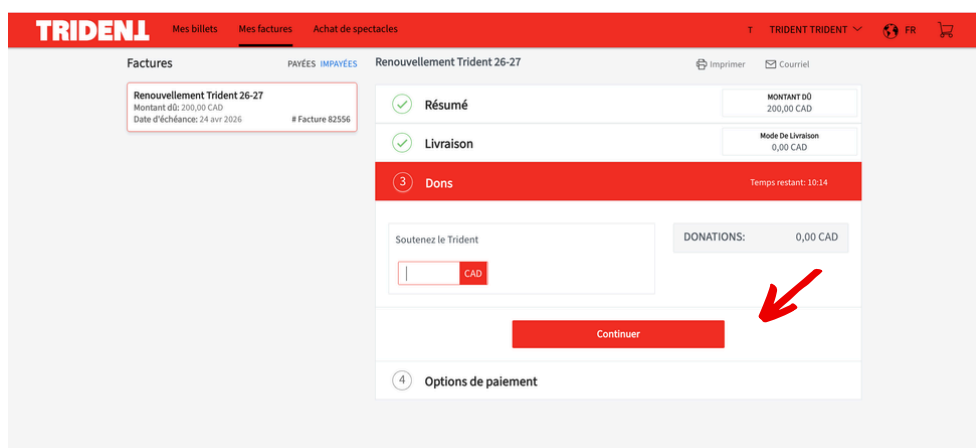 TRIDENT Mes billets Mes factures Achat de spectacles T TRIDENT TRIDENT FR
Factures PAYÉES IMPAYÉES
Renouvellement Trident 26-27
Montant dû: 200,00 CAD
Date d'échéance: 24 avr 2026 # Facture 82556
Renouvellement Trident 26-27 Imprimer Courriel
Résumé
MONTANT DÛ
200,00 CAD
Livraison
Mode De Livraison
0,00 CAD
3 Dons Temps restant: 10:14
Soutenez le Trident
CAD
DONATIONS: 0,00 CAD
Continuer
4 Options de paiement